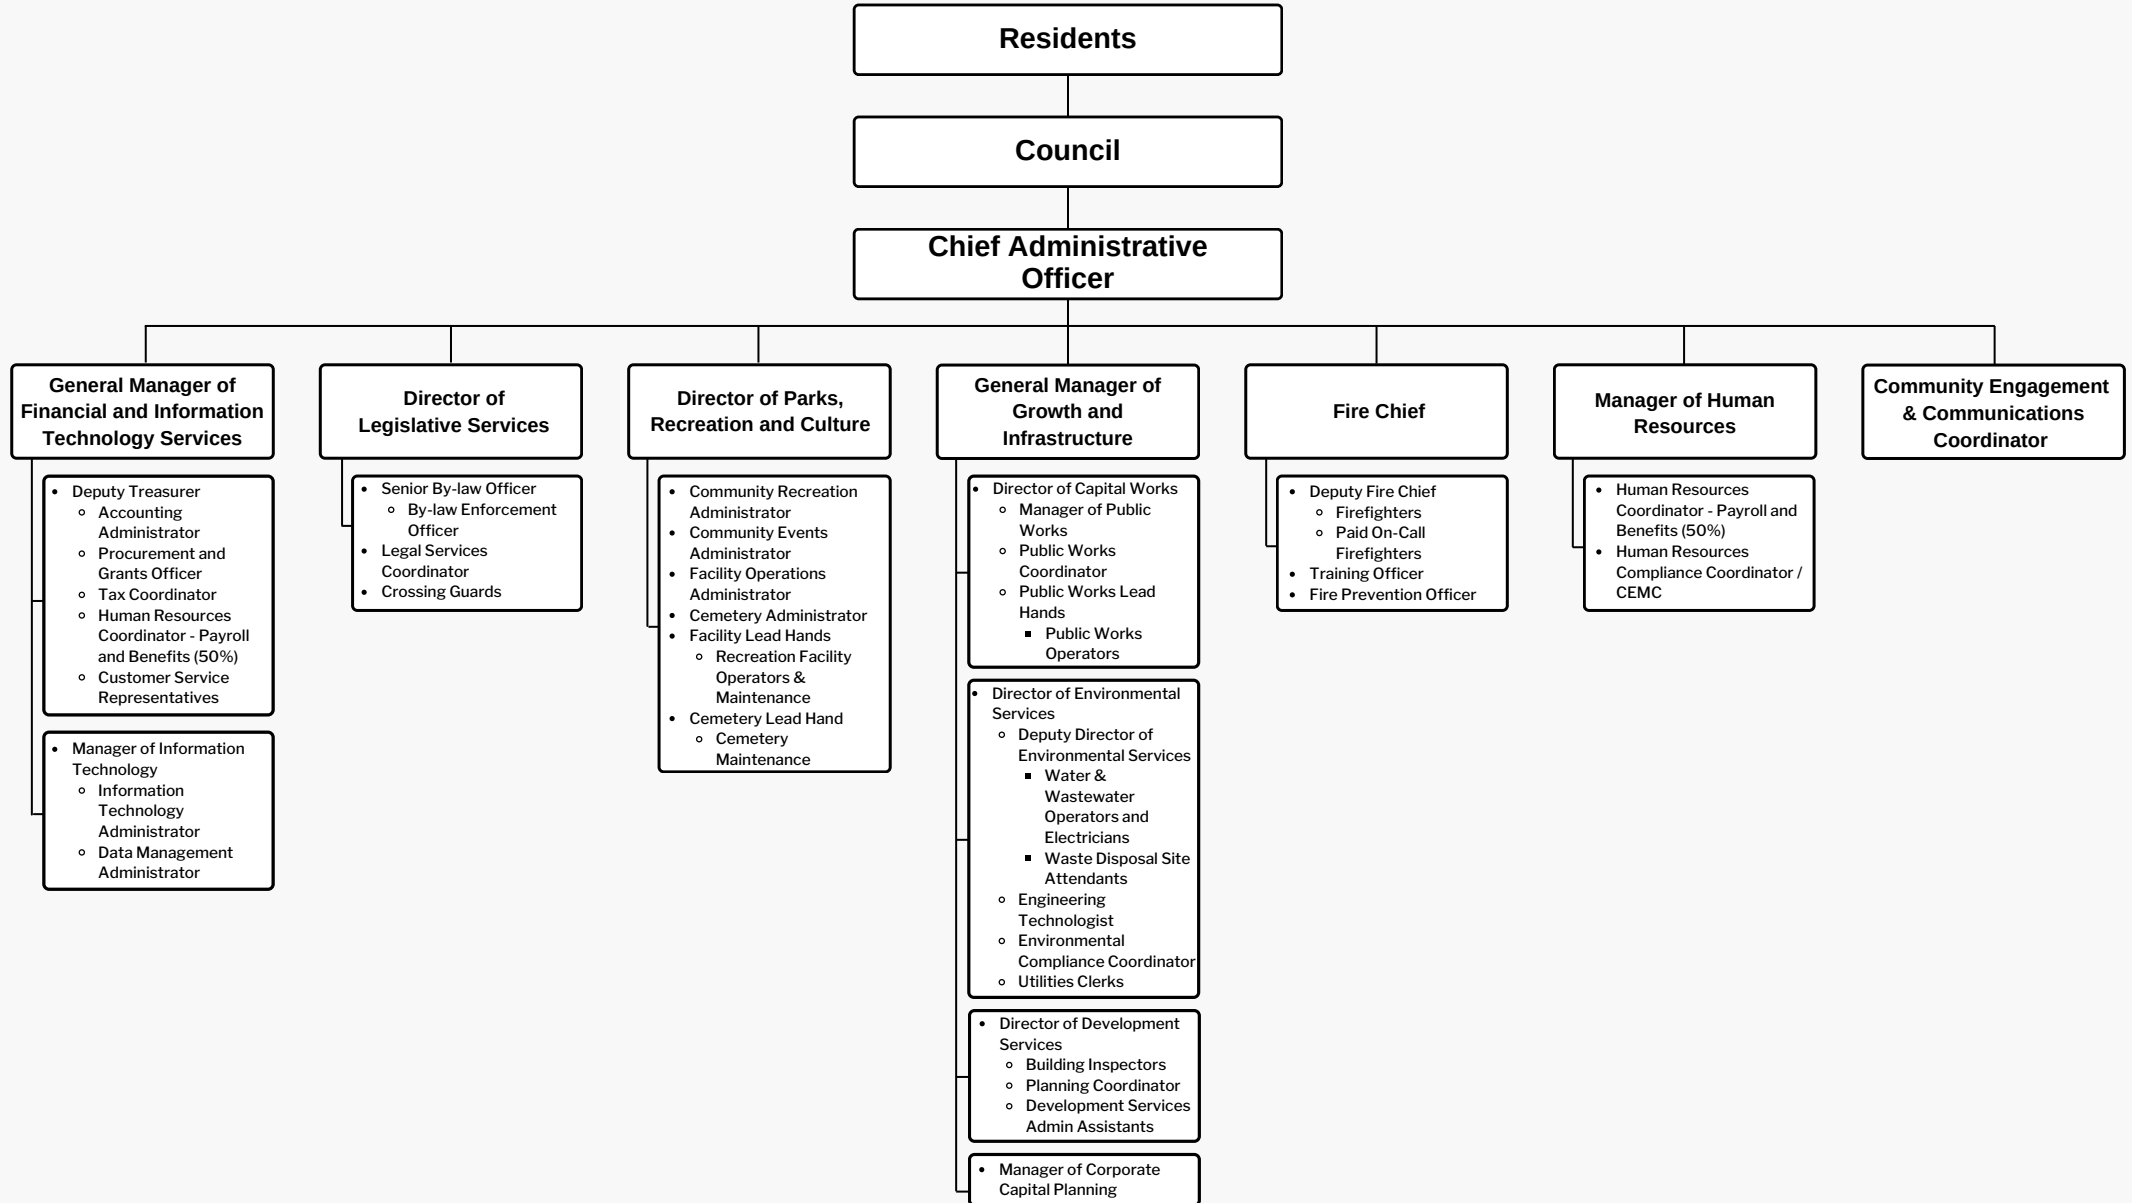 Residents
Council
Chief Administrative
Officer
General Manager of
Financial and Information
Technology Services
Director of
Legislative Services
Director of Parks,
Recreation and Culture
General Manager of
Growth and
Infrastructure
Fire Chief
Manager of Human
Resources
Community Engagement
& Communications
Coordinator
Deputy Treasurer
Accounting
Administrator
Procurement and
Grants Officer
Tax Coordinator
Human Resources
Coordinator - Payroll
and Benefits (50%)
Customer Service
Representatives
Manager of Information
Technology
Information
Technology
Administrator
Data Management
Administrator
Senior By-law Officer
By-law Enforcement
Officer
Legal Services
Coordinator
Crossing Guards
Community Recreation
Administrator
Community Events
Administrator
Facility Operations
Administrator
Cemetery Administrator
Facility Lead Hands
Recreation Facility
Operators &
Maintenance
Cemetery Lead Hand
Cemetery
Maintenance
Director of Capital Works
Manager of Public
Works
Public Works
Coordinator
Public Works Lead
Hands
Public Works
Operators
Director of Environmental
Services
Deputy Director of
Environmental Services
Water &
Wastewater
Operators and
Electricians
Waste Disposal Site
Attendants
Engineering
Technologist
Environmental
Compliance Coordinator
Utilities Clerks
Director of Development
Services
Building Inspectors
Planning Coordinator
Development Services
Admin Assistants
Manager of Corporate
Capital Planning
Deputy Fire Chief
Firefighters
Paid On-Call
Firefighters
Training Officer
Fire Prevention Officer
Human Resources
Coordinator - Payroll and
Benefits (50%)
Human Resources
Compliance Coordinator /
CEMC